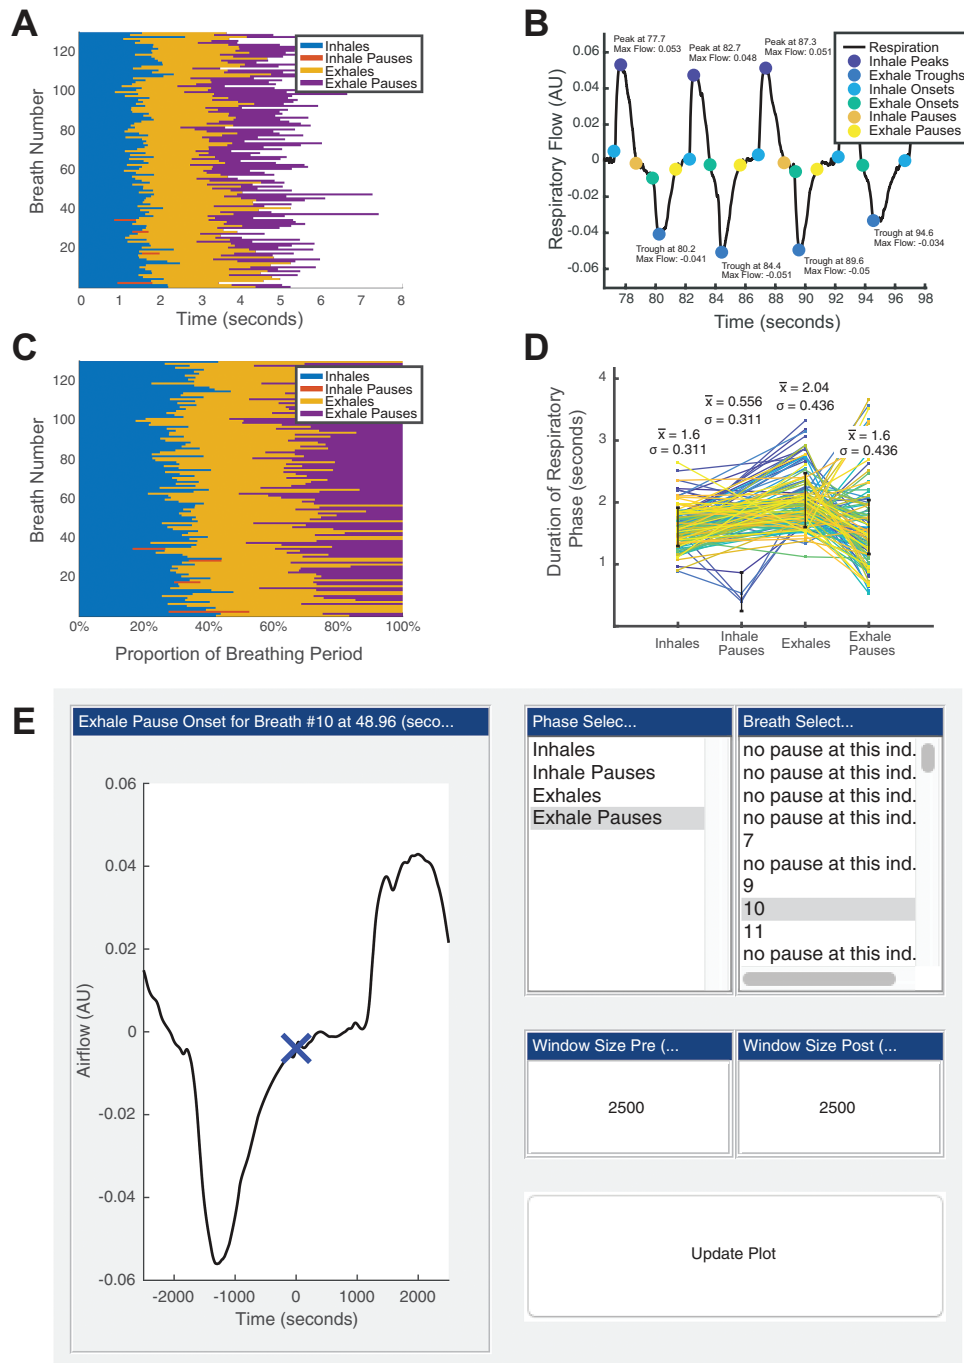 A
Breath Number
120
100
80
60
40
20
Inhales
Inhale Pauses
Exhales
Exhale Pauses
0 1 2 3 4 5 6 7 8
Time (seconds)
B
Respiratory Flow (AU)
0.06
0.04
0.02
0
-0.02
-0.04
-0.06
Peak at 77.7
Max Flow: 0.053
Peak at 82.7
Max Flow: 0.048
Peak at 87.3
Max Flow: 0.051
Respiration
Inhale Peaks
Exhale Troughs
Inhale Onsets
Exhale Onsets
Inhale Pauses
Exhale Pauses
Trough at 80.2
Max Flow: -0.041
Trough at 84.4
Max Flow: -0.051
Trough at 89.6
Max Flow: -0.05
Trough at 94.6
Max Flow: -0.034
78 80 82 84 86 88 90 92 94 96 98
Time (seconds)
C
Breath Number
120
100
80
60
40
20
Inhales
Inhale Pauses
Exhales
Exhale Pauses
0% 20% 40% 60% 80% 100%
Proportion of Breathing Period
D
Duration of Respiratory
Phase (seconds)
4
3
2
1
x̅ = 1.6
σ = 0.311
x̅ = 0.556
σ = 0.311
x̅ = 2.04
σ = 0.436
x̅ = 1.6
σ = 0.436
Inhales
Inhale
Pauses
Exhales
Exhale
Pauses
E
Exhale Pause Onset for Breath #10 at 48.96 (seco...
Airflow (AU)
0.06
0.04
0.02
0
-0.02
-0.04
-0.06
-2000 -1000 0 1000 2000
Time (seconds)
Phase Selec...
Inhales
Inhale Pauses
Exhales
Exhale Pauses
Breath Select...
no pause at this ind.
no pause at this ind.
no pause at this ind.
no pause at this ind.
7
no pause at this ind.
9
10
11
no pause at this ind.
Window Size Pre (...
2500
Window Size Post (...
2500
Update Plot